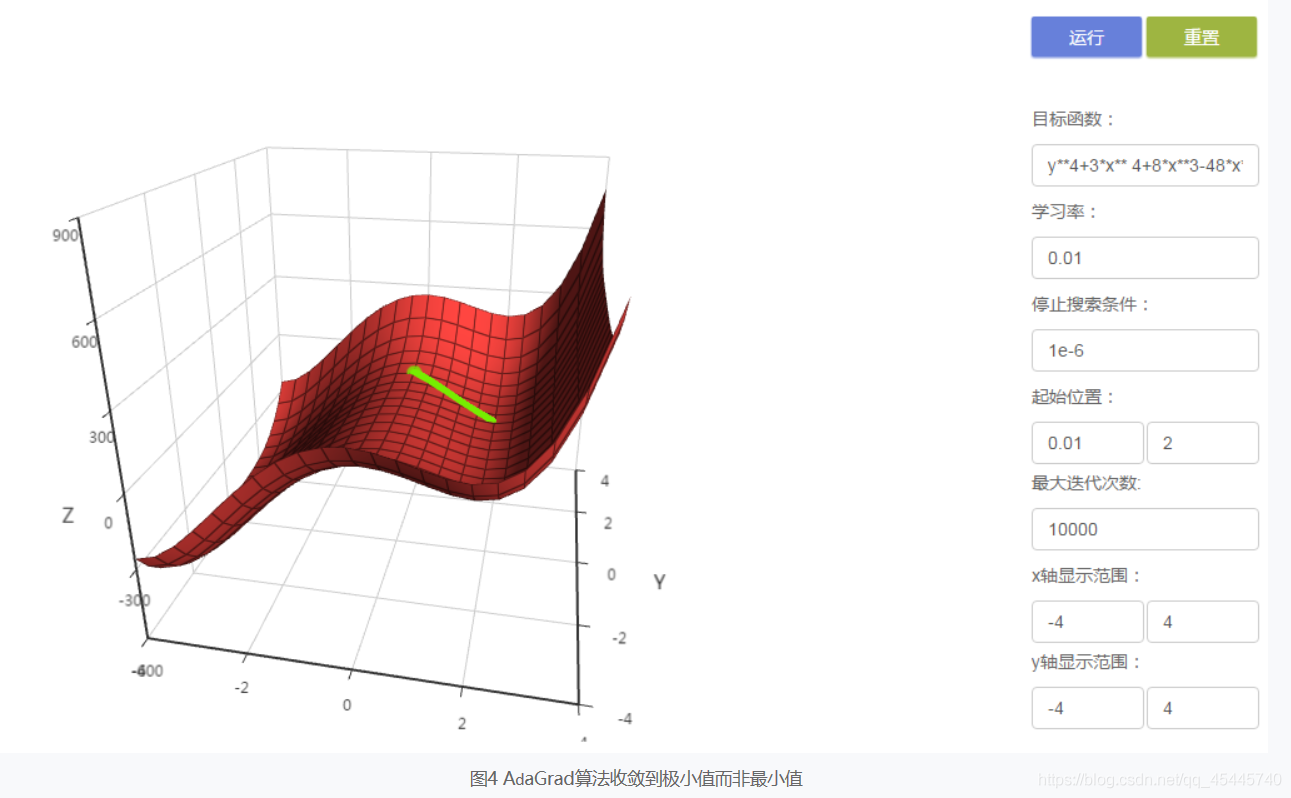 运行 重置
目标函数：
y**4+3*x** 4+8*x**3-48*x*
学习率：
0.01
停止搜索条件：
1e-6
起始位置：
0.01 2
最大迭代次数:
10000
x轴显示范围：
-4 4
y轴显示范围：
-4 4
900
600
300
Z 0
-300
-2
0
2
4
2
0
Y
-2
-4
图4 AdaGrad算法收敛到极小值而非最小值
https://blog.csdn.net/qq_45445740